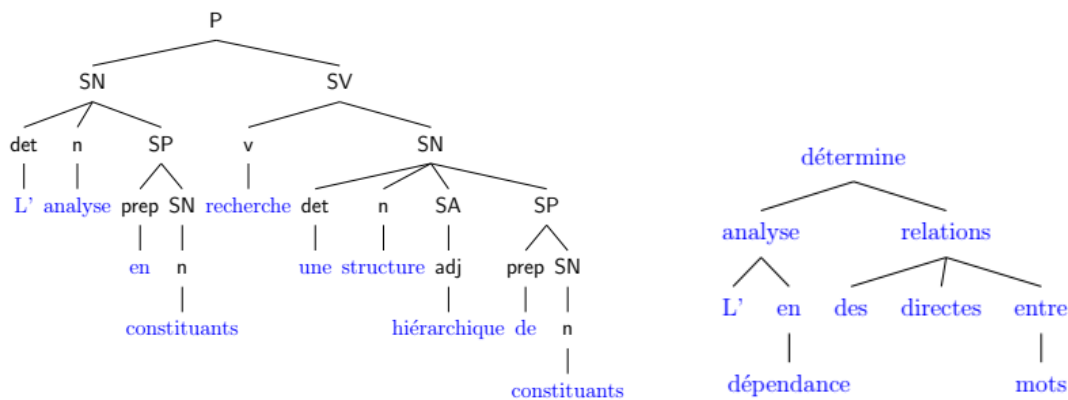 P
SN SV
det n SP v SN
L' analyse prep SN recherche det n SA SP
en n une structure adj prep SN
constituants hiérarchique de n
constituants
détermine
analyse relations
L' en des directes entre
dépendance mots